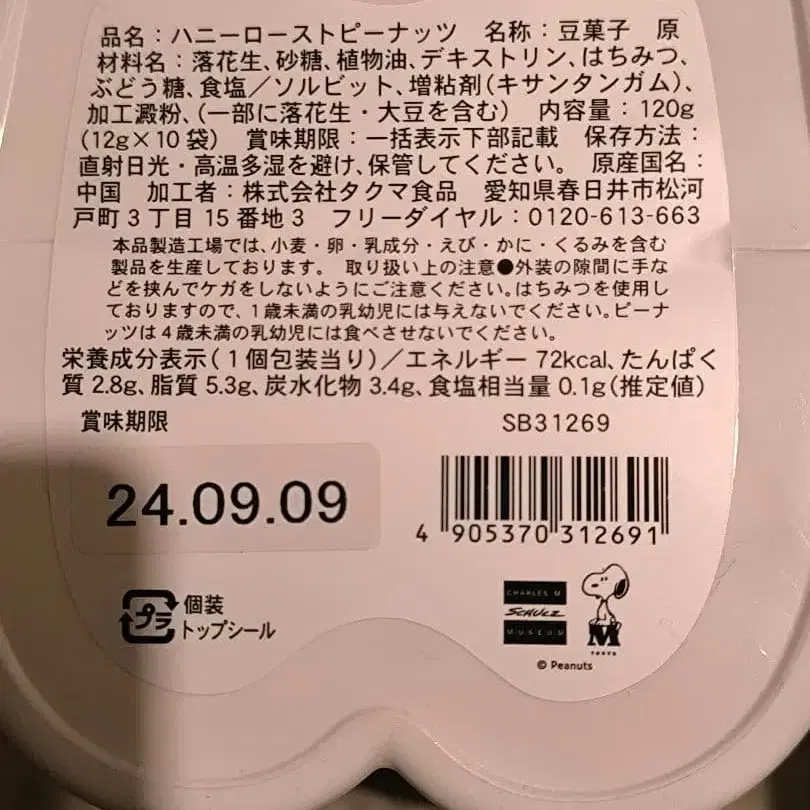 品名：ハニーローストピーナッツ　名称：豆菓子　原
材料名：落花生、砂糖、植物油、デキストリン、はちみつ、
ぶどう糖、食塩／ソルビット、増粘剤（キサンタンガム）、
加工澱粉、（一部に落花生・大豆を含む）　内容量：120g
（12g×10袋）　賞味期限：一括表示下部記載　保存方法：
直射日光・高温多湿を避け、保管してください。　原産国名：
中国　加工者：株式会社タクマ食品　愛知県春日井市松河
戸町3丁目15番地3　フリーダイヤル：0120-613-663
本品製造工場では、小麦・卵・乳成分・えび・かに・くるみを含む
製品を生産しております。　取り扱い上の注意●外装の隙間に手な
どを挟んでケガをしないようにご注意ください。はちみつを使用し
ておりますので、1歳未満の乳幼児には与えないでください。ピーナ
ッツは4歳未満の乳幼児には食べさせないでください。
栄養成分表示（1個包装当り）／エネルギー72kcal、たんぱく
質2.8g、脂質5.3g、炭水化物3.4g、食塩相当量0.1g（推定値）
賞味期限
SB31269
24.09.09
4 905370 312691
プラ
個装
トップシール
CHARLES M
SCHULZ
MUSEUM
M
TOKYO
© Peanuts